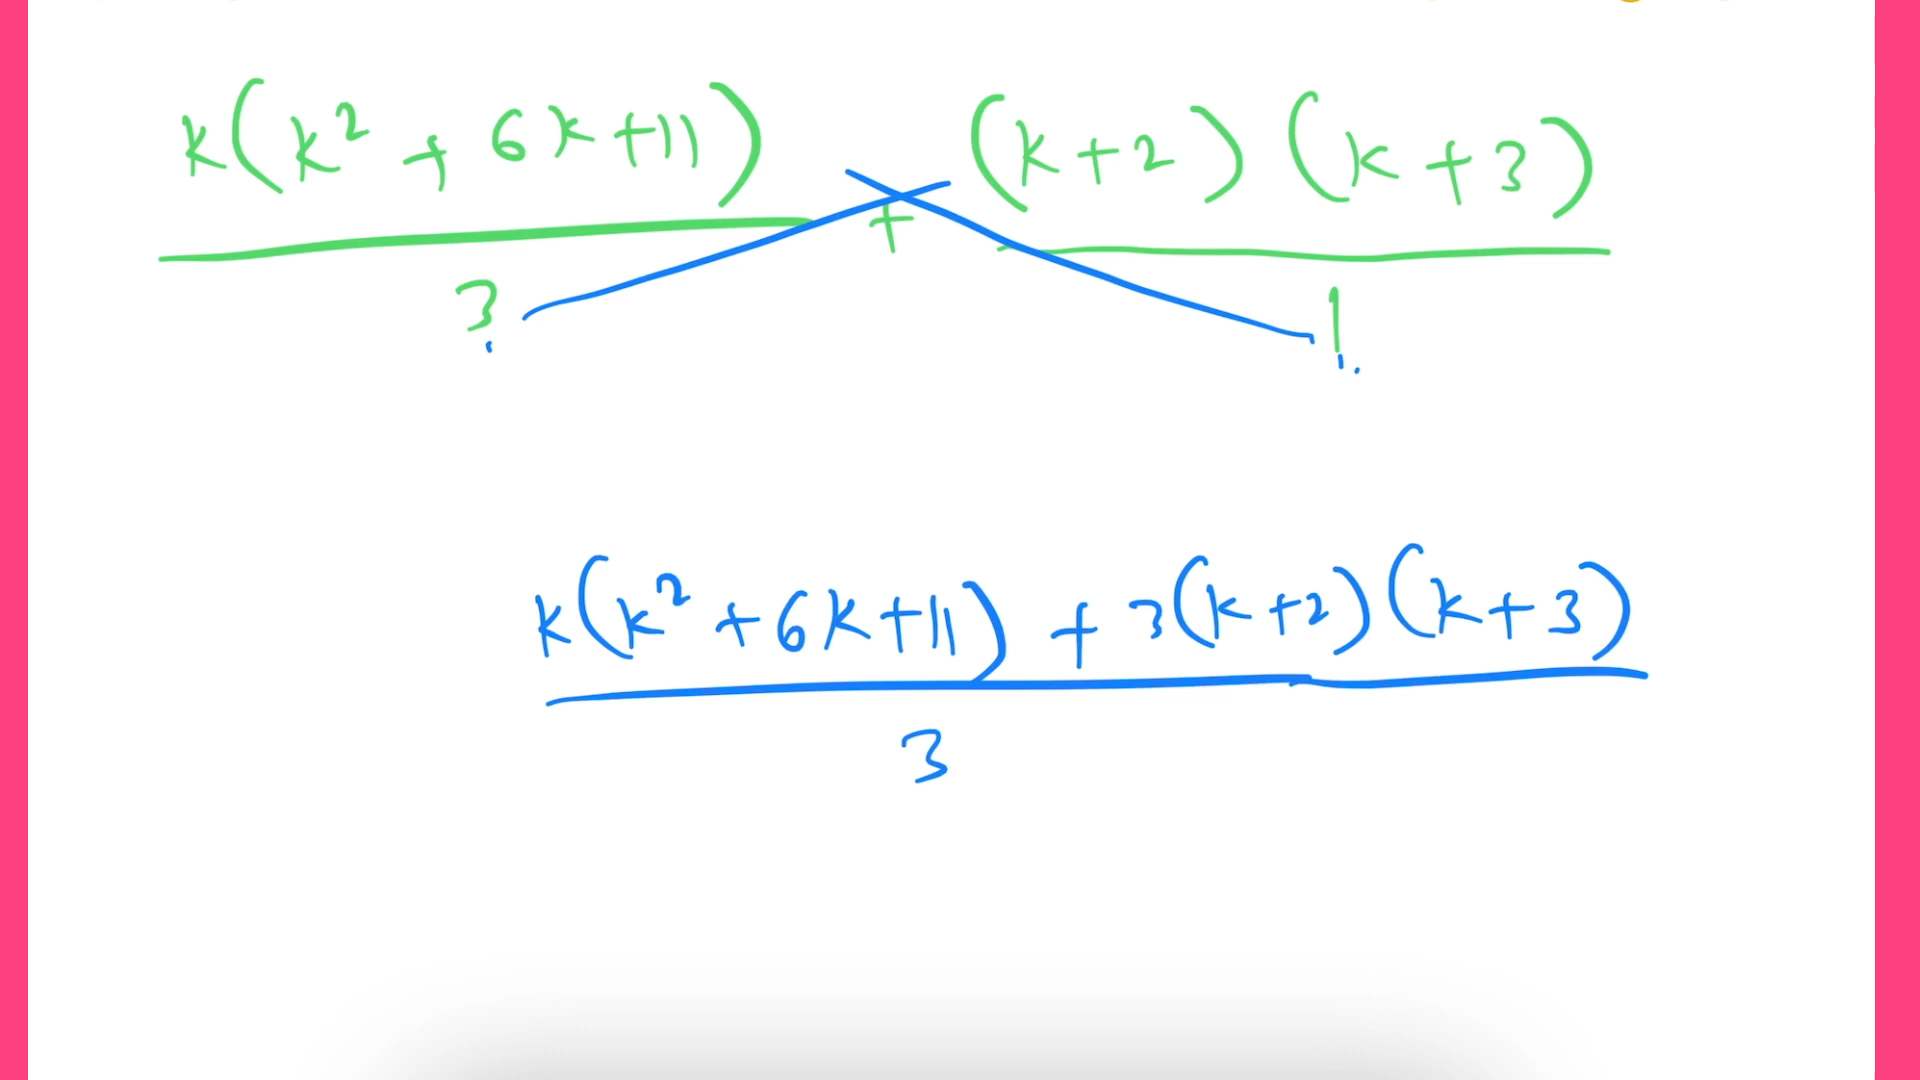 k(k² + 6k+11) + (k+2)(k+3)
3 1
k(k² +6k+11) + 3(k+2)(k+3)
3